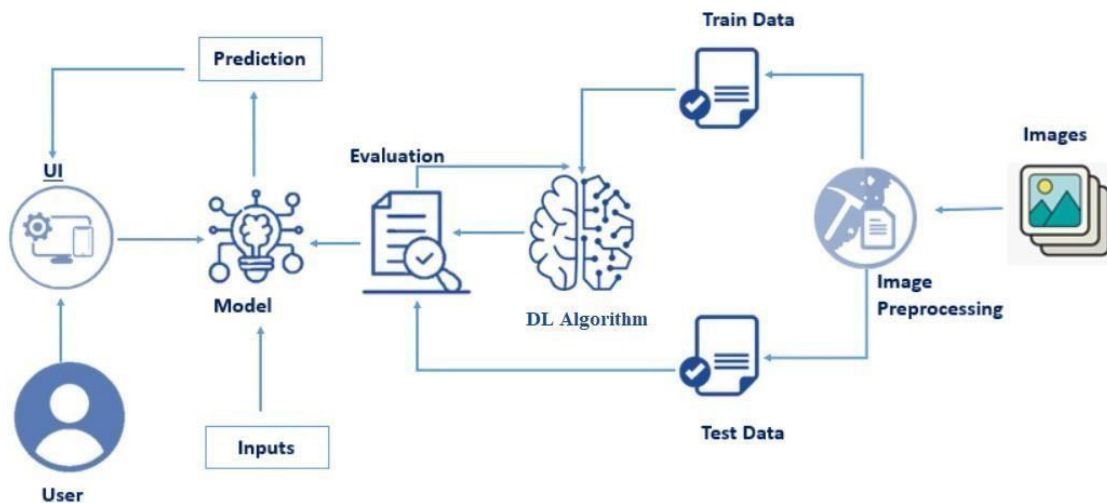 Train Data
Prediction
Images
Evaluation
UI
Image
Preprocessing
Model
DL Algorithm
Test Data
Inputs
User